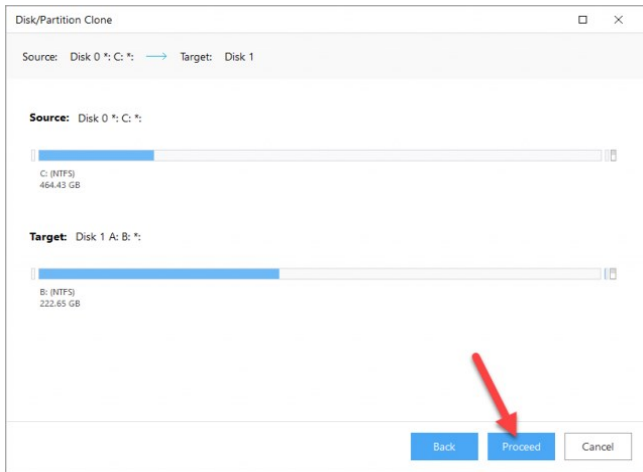 Disk/Partition Clone
Source: Disk 0 *: C: *: → Target: Disk 1
Source: Disk 0 *: C: *:
C: (NTFS)
464.43 GB
Target: Disk 1 A: B: *:
B: (NTFS)
222.65 GB
Back Proceed Cancel